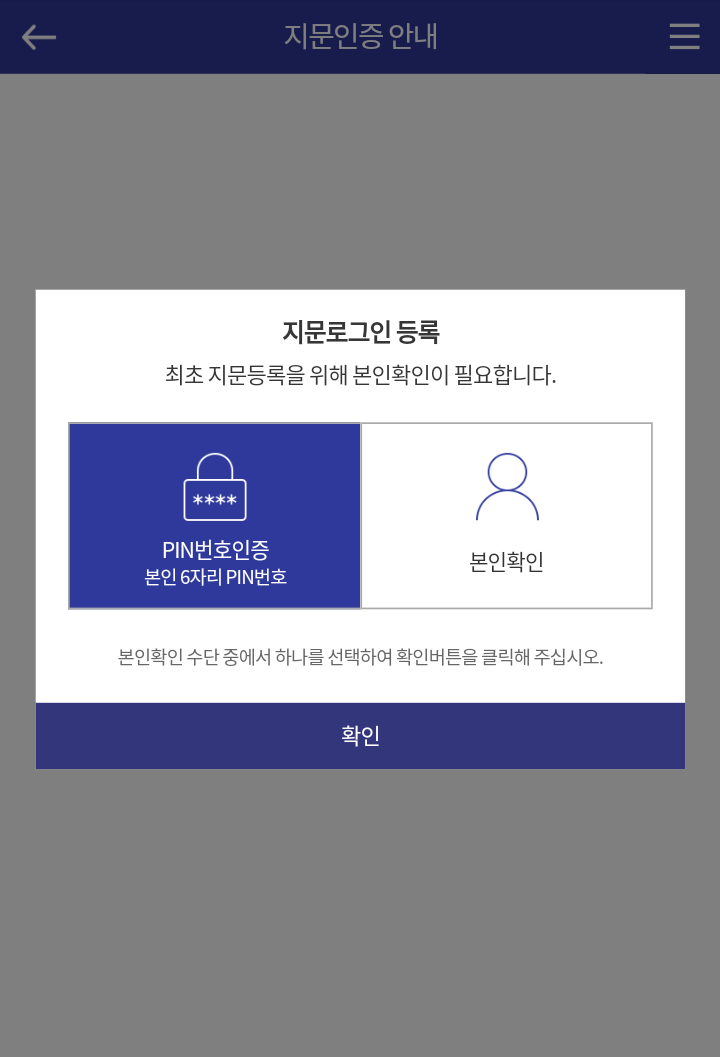 지문인증 안내
지문로그인 등록
최초 지문등록을 위해 본인확인이 필요합니다.
****
PIN번호인증
본인 6자리 PIN번호
본인확인
본인확인 수단 중에서 하나를 선택하여 확인버튼을 클릭해 주십시오.
확인